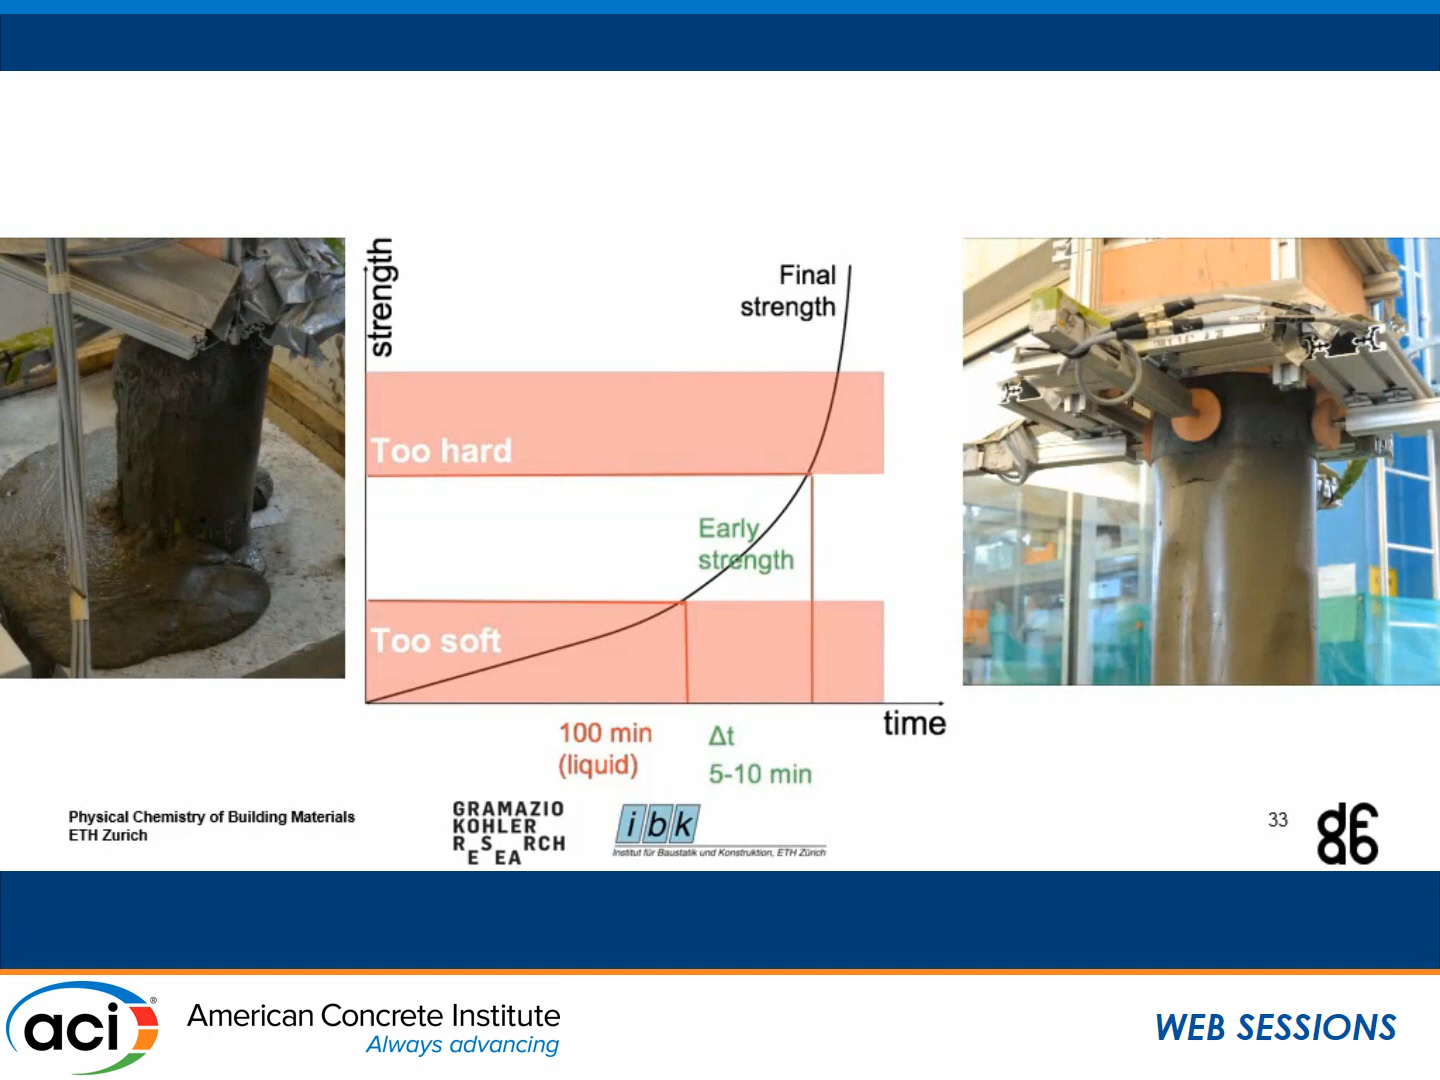 strength
Final
strength
Too hard
Early
strength
Too soft
time
100 min
(liquid)
Δt
5-10 min
Physical Chemistry of Building Materials
ETH Zurich
GRAMAZIO
KOHLER
RESEARCH
ibk
Institut für Baustatik und Konstruktion, ETH Zürich
33
dfab
aci®
American Concrete Institute
Always advancing
WEB SESSIONS